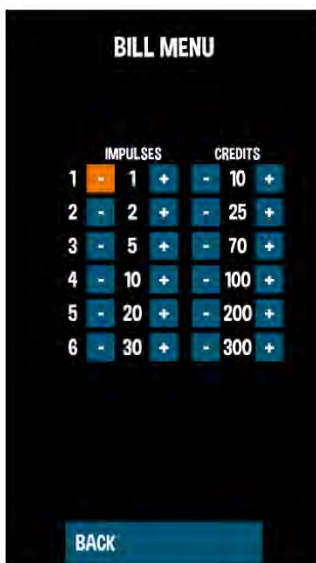 BILL MENU
IMPULSES CREDITS
1 - 1 + - 10 +
2 - 2 + - 25 +
3 - 5 + - 70 +
4 - 10 + - 100 +
5 - 20 + - 200 +
6 - 30 + - 300 +
BACK